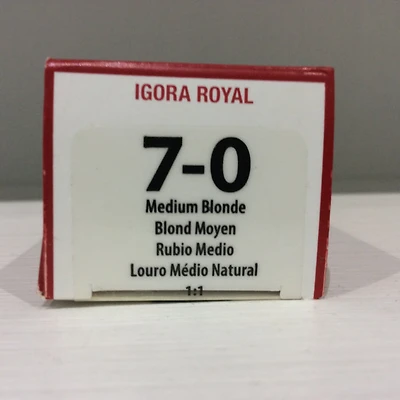 IGORA ROYAL
7-0
Medium Blonde
Blond Moyen
Rubio Medio
Louro Médio Natural
1:1